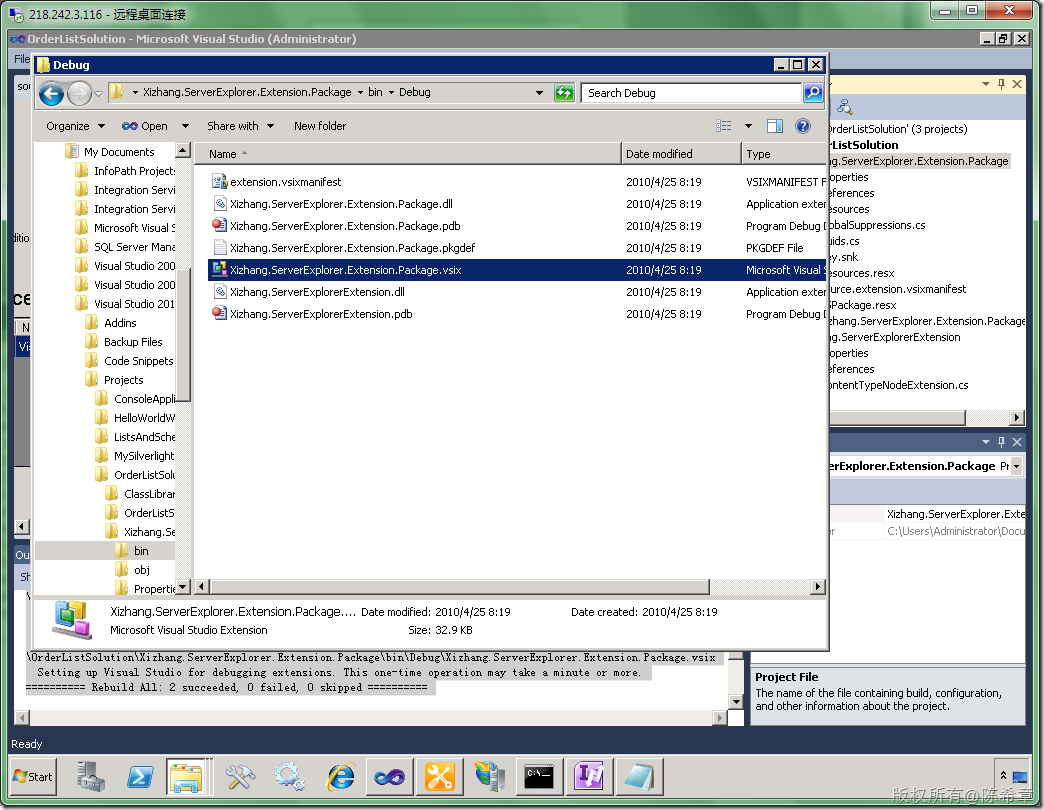 218.242.3.116 - 远程桌面连接
OrderListSolution - Microsoft Visual Studio (Administrator)
File
Debug
Xizhang.ServerExplorer.Extension.Package
bin
Debug
Search Debug
Organize
Open
Share with
New folder
My Documents
InfoPath Projects
Integration Servi
Integration Servi
Microsoft Visual S
SQL Server Mana
Visual Studio 200
Visual Studio 200
Visual Studio 201
Addins
Backup Files
Code Snippets
Projects
ConsoleAppli
HelloWorldW
ListsAndSche
MySilverlight
OrderListSolu
ClassLibrar
OrderListS
Xizhang.Se
bin
obj
Propertie
Name
Date modified
Type
extension.vsixmanifest 2010/4/25 8:19 VSIXMANIFEST F
Xizhang.ServerExplorer.Extension.Package.dll 2010/4/25 8:19 Application exter
Xizhang.ServerExplorer.Extension.Package.pdb 2010/4/25 8:19 Program Debug D
Xizhang.ServerExplorer.Extension.Package.pkgdef 2010/4/25 8:19 PKGDEF File
Xizhang.ServerExplorer.Extension.Package.vsix 2010/4/25 8:19 Microsoft Visual S
Xizhang.ServerExplorerExtension.dll 2010/4/25 8:19 Application exter
Xizhang.ServerExplorerExtension.pdb 2010/4/25 8:19 Program Debug D
Xizhang.ServerExplorer.Extension.Package.... Date modified: 2010/4/25 8:19 Date created: 2010/4/25 8:19
Microsoft Visual Studio Extension Size: 32.9 KB
OrderListSolution' (3 projects)
rListSolution
g.ServerExplorer.Extension.Package
operties
eferences
esources
obalSuppressions.cs
uids.cs
ey.snk
esources.resx
urce.extension.vsixmanifest
SPackage.resx
zhang.ServerExplorer.Extension.Package
ng.ServerExplorerExtension
operties
eferences
ontentTypeNodeExtension.cs
erExplorer.Extension.Package Pr
Xizhang.ServerExplorer.Exte
er C:\Users\Administrator\Docu
\OrderListSolution\Xizhang.ServerExplorer.Extension.Package\bin\Debug\Xizhang.ServerExplorer.Extension.Package.vsix
Setting up Visual Studio for debugging extensions. This one-time operation may take a minute or more.
========== Rebuild All: 2 succeeded, 0 failed, 0 skipped ==========
Project File
The name of the file containing build, configuration,
and other information about the project.
Ready
Start
版权所有@陈希章